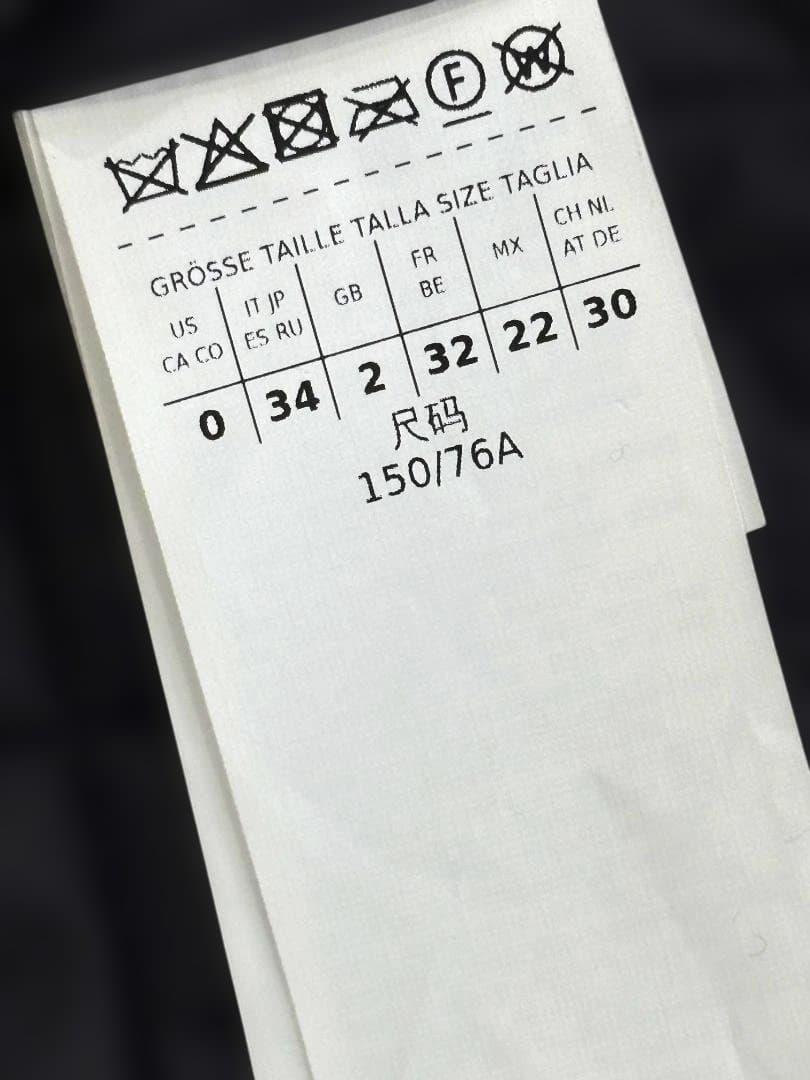 F W
GRÖSSE TAILLE TALLA SIZE TAGLIA
US CA CO | IT JP ES RU | GB | FR BE | MX | CH NL AT DE
0 | 34 | 2 | 32 | 22 | 30
尺码
150/76A